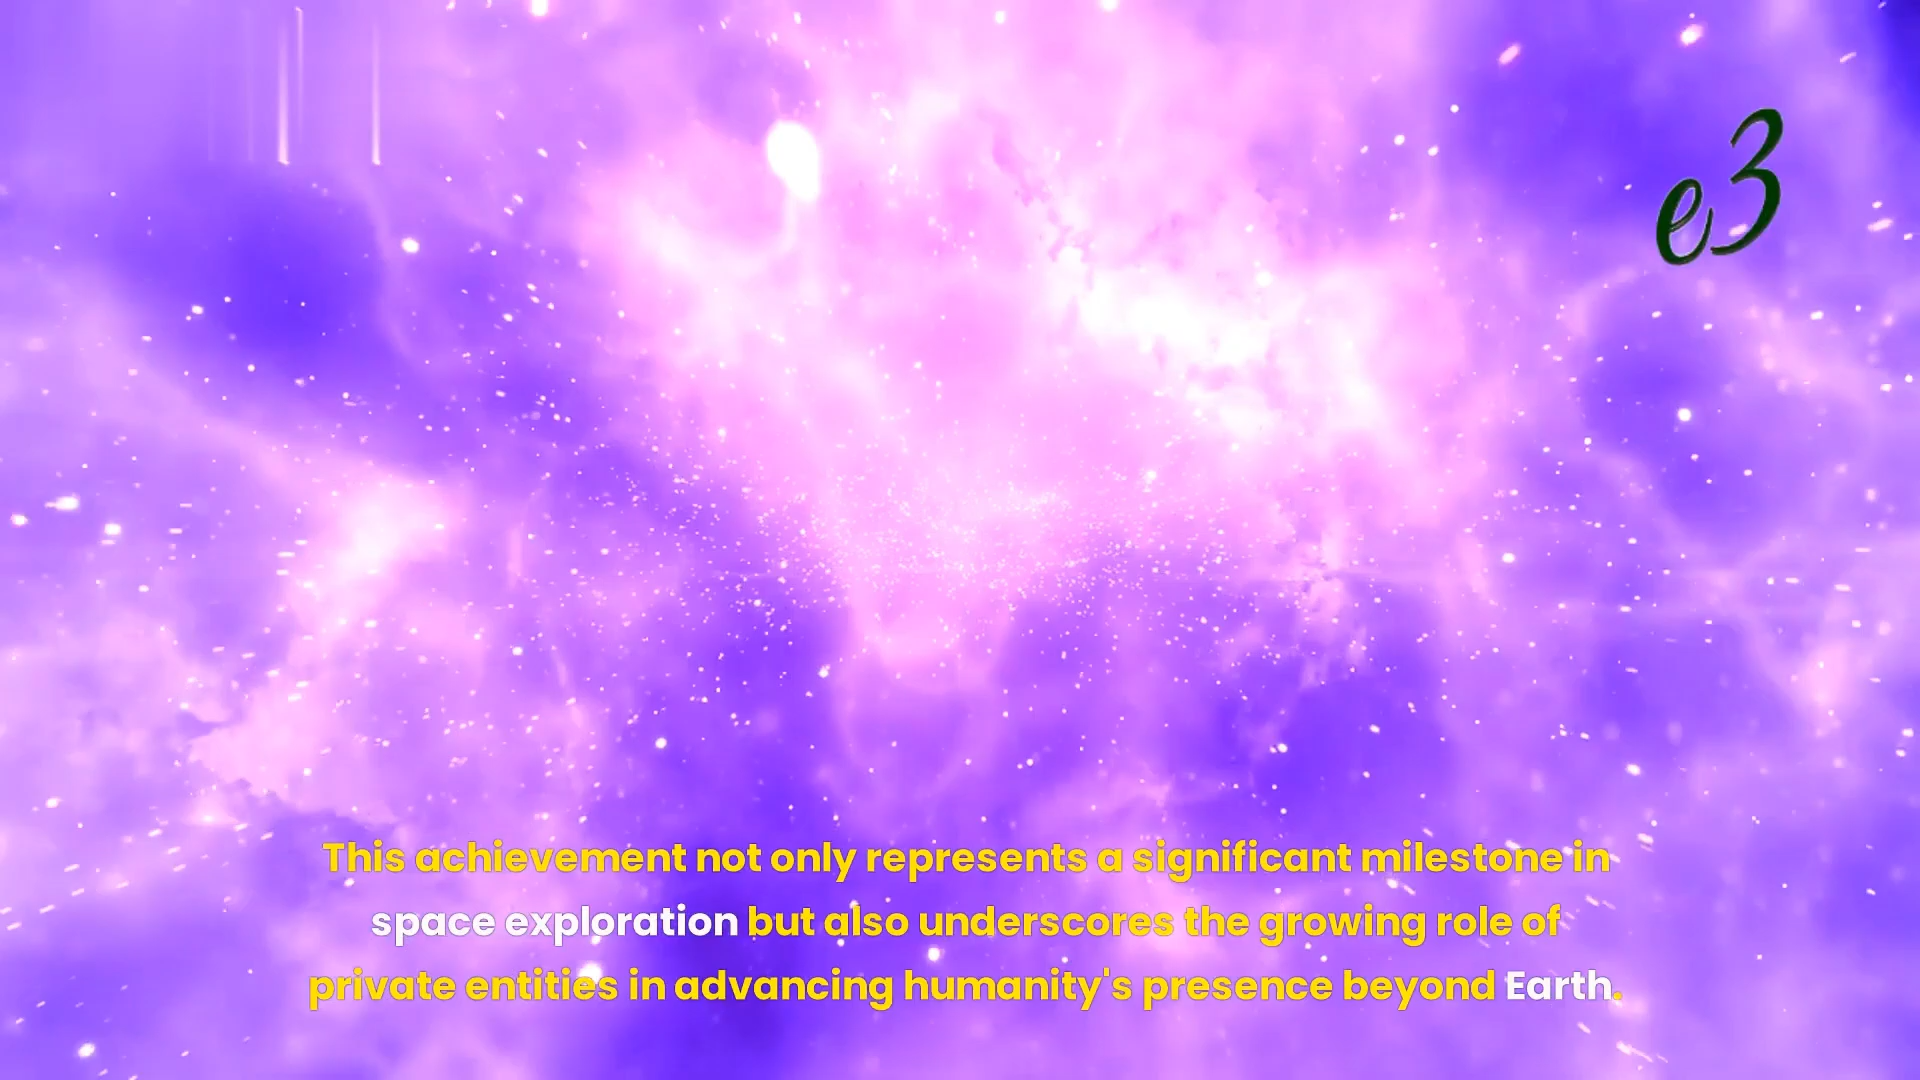 e3
This achievement not only represents a significant milestone in
space exploration but also underscores the growing role of
private entities in advancing humanity's presence beyond Earth.